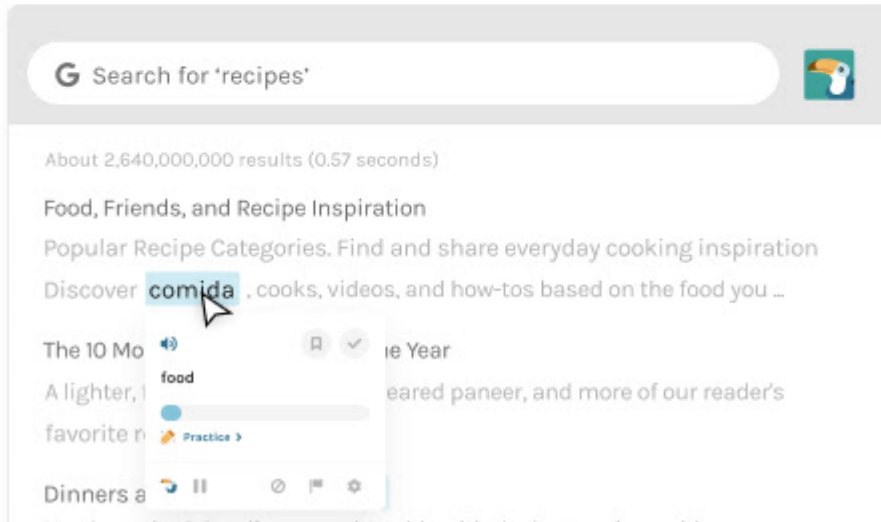 G Search for ‘recipes’
About 2,640,000,000 results (0.57 seconds)
Food, Friends, and Recipe Inspiration
Popular Recipe Categories. Find and share everyday cooking inspiration
Discover comida , cooks, videos, and how-tos based on the food you ...
The 10 Mo ne Year
food
A lighter, eared paneer, and more of our reader's
favorite r
Practice >
Dinners a